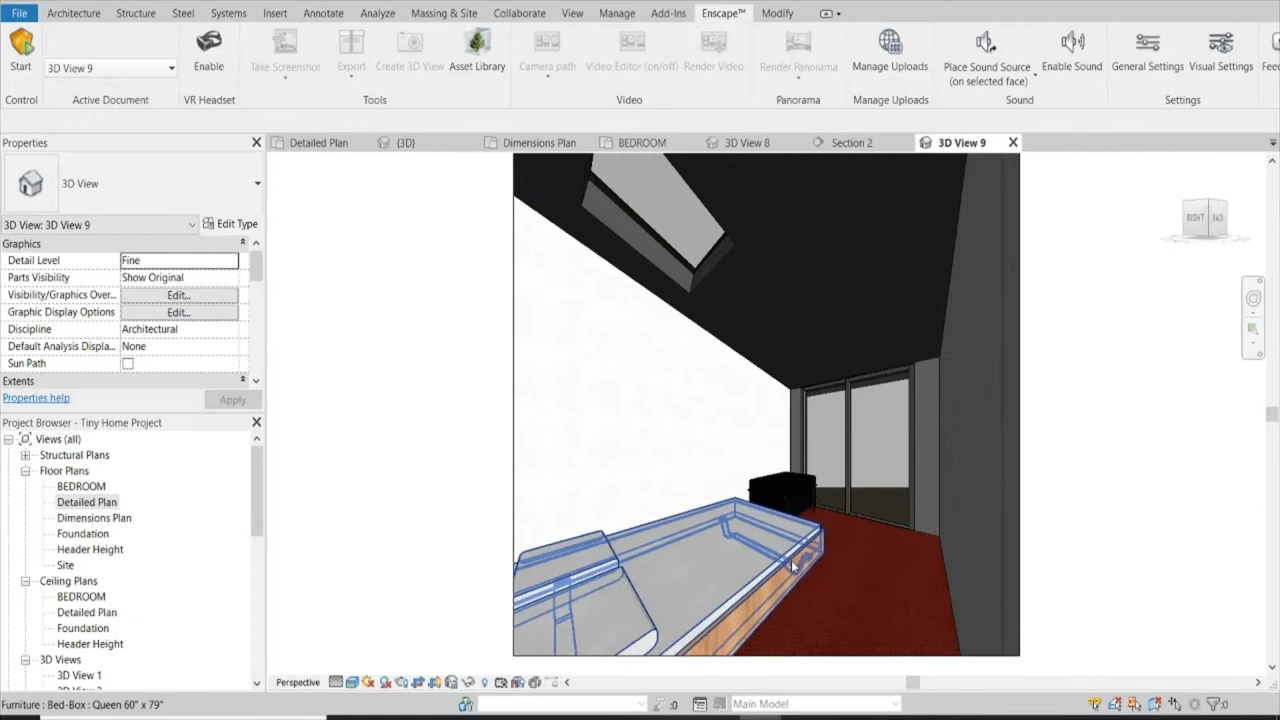 File Architecture Structure Steel Systems Insert Annotate Analyze Massing & Site Collaborate View Manage Add-Ins Enscape™ Modify
Start
3D View 9
Enable
Take Screenshot
Export
Create 3D View
Asset Library
Camera path
Video Editor (on/off)
Render Video
Render Panorama
Manage Uploads
Place Sound Source
(on selected face)
Enable Sound
General Settings
Visual Settings
Control Active Document VR Headset Tools Video Panorama Manage Uploads Sound Settings
Properties
Detailed Plan {3D} Dimensions Plan BEDROOM 3D View 8 Section 2 3D View 9
3D View
3D View: 3D View 9 Edit Type
Graphics
Detail Level Fine
Parts Visibility Show Original
Visibility/Graphics Over... Edit...
Graphic Display Options Edit...
Discipline Architectural
Default Analysis Displa... None
Sun Path
Extents
Properties help Apply
Project Browser - Tiny Home Project
Views (all)
Structural Plans
Floor Plans
BEDROOM
Detailed Plan
Dimensions Plan
Foundation
Header Height
Site
Ceiling Plans
BEDROOM
Detailed Plan
Foundation
Header Height
3D Views
3D View 1
RIGHT
Perspective
Furniture : Bed-Box : Queen 60" x 79" :0 Main Model :0